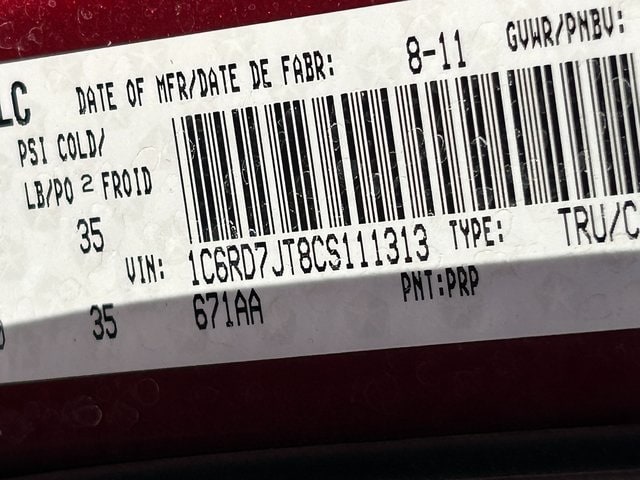 LC
DATE OF MFR/DATE DE FABR: 8-11 GVWR/PNBV:
PSI COLD/
LB/PO 2 FROID
35
VIN: 1C6RD7JT8CS111313 TYPE: TRU/C
35 671AA PNT:PRP